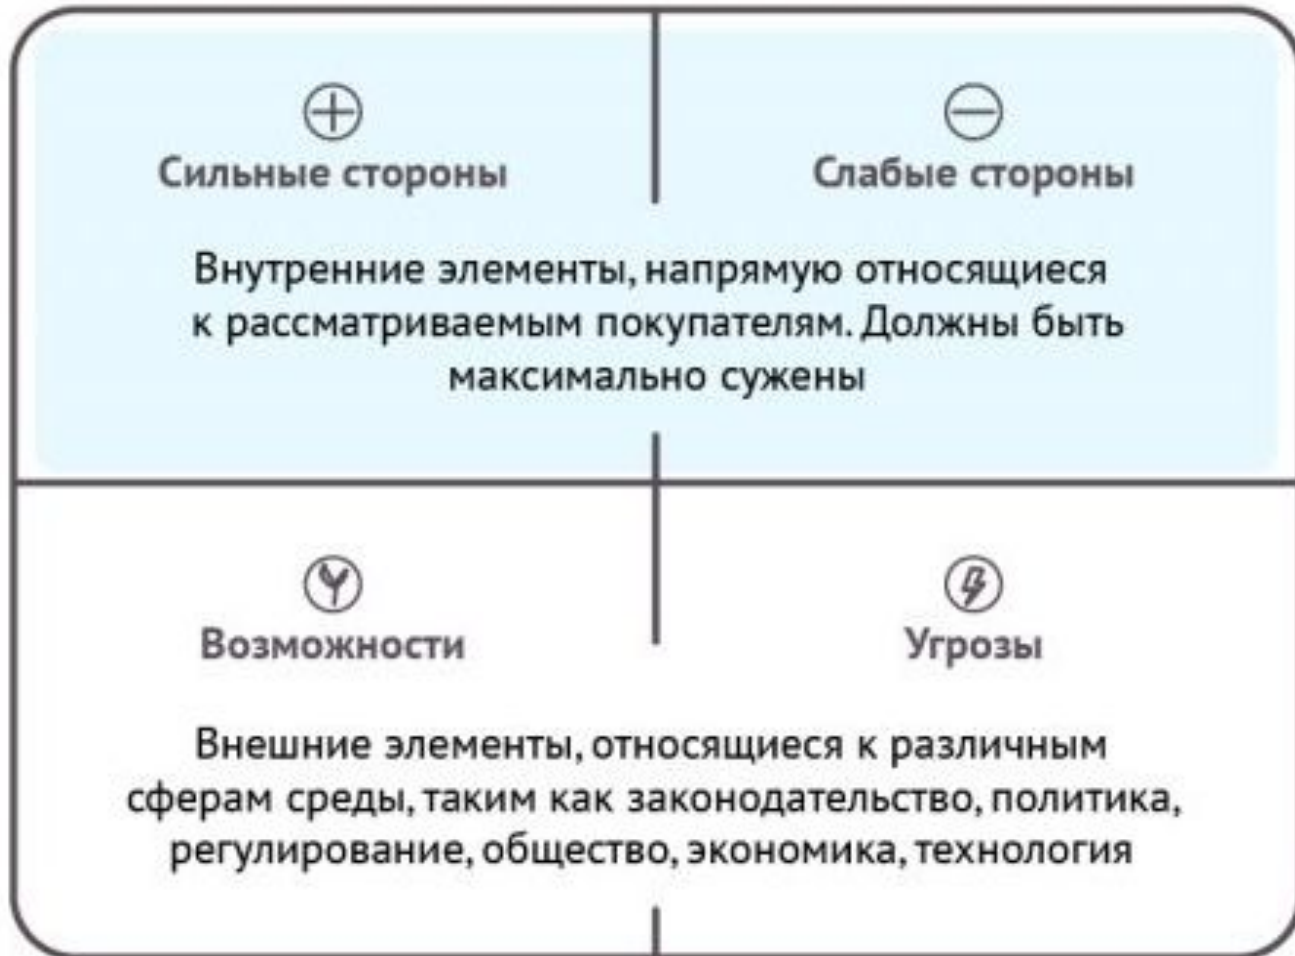 Сильные стороны
Слабые стороны
Внутренние элементы, напрямую относящиеся
к рассматриваемым покупателям. Должны быть
максимально сужены
Возможности
Угрозы
Внешние элементы, относящиеся к различным
сферам среды, таким как законодательство, политика,
регулирование, общество, экономика, технология